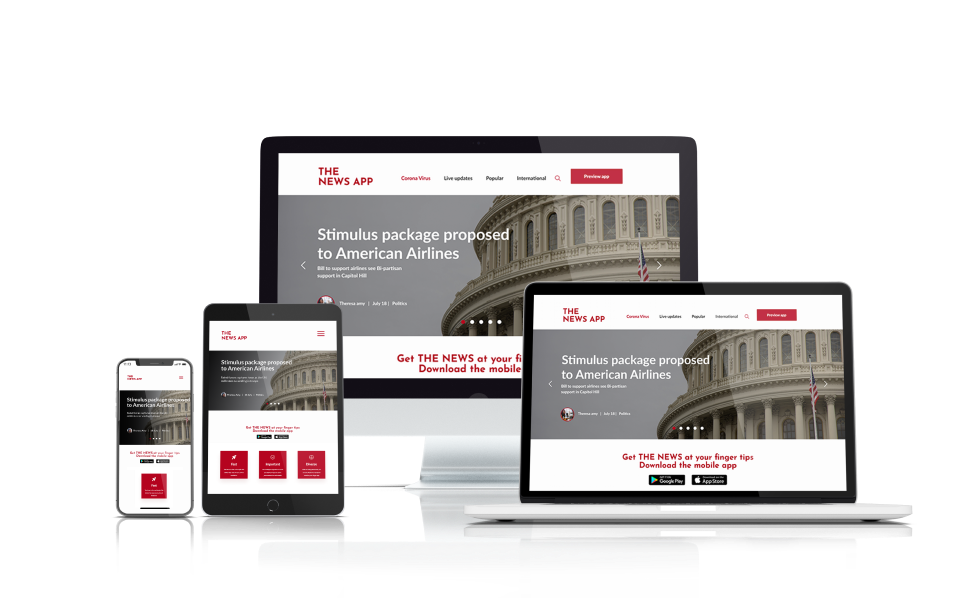 THE
NEWS APP
Corona Virus
Live updates
Popular
International
Preview app
Stimulus package proposed
to American Airlines
Bill to support airlines see Bi-partisan
support in Capital Hill
Theresa amy | July 18 | Politics
Get THE NEWS at your fi
Download the mobile
THE
NEWS APP
Corona Virus
Live updates
Popular
International
Preview app
Stimulus package proposed
to American Airlines
Bill to support airlines see Bi-partisan
support in Capital Hill
Theresa amy | July 18 | Politics
Get THE NEWS at your finger tips
Download the mobile app
Google Play
App Store
THE
NEWS APP
Stimulus package proposed
to American Airlines
Get THE NEWS at your finger tips
Download the mobile app
Fast
Important
Diverse
THE
NEWS APP
Stimulus package proposed
to American Airlines
Get THE NEWS at your finger tips
Download the mobile app
Fast